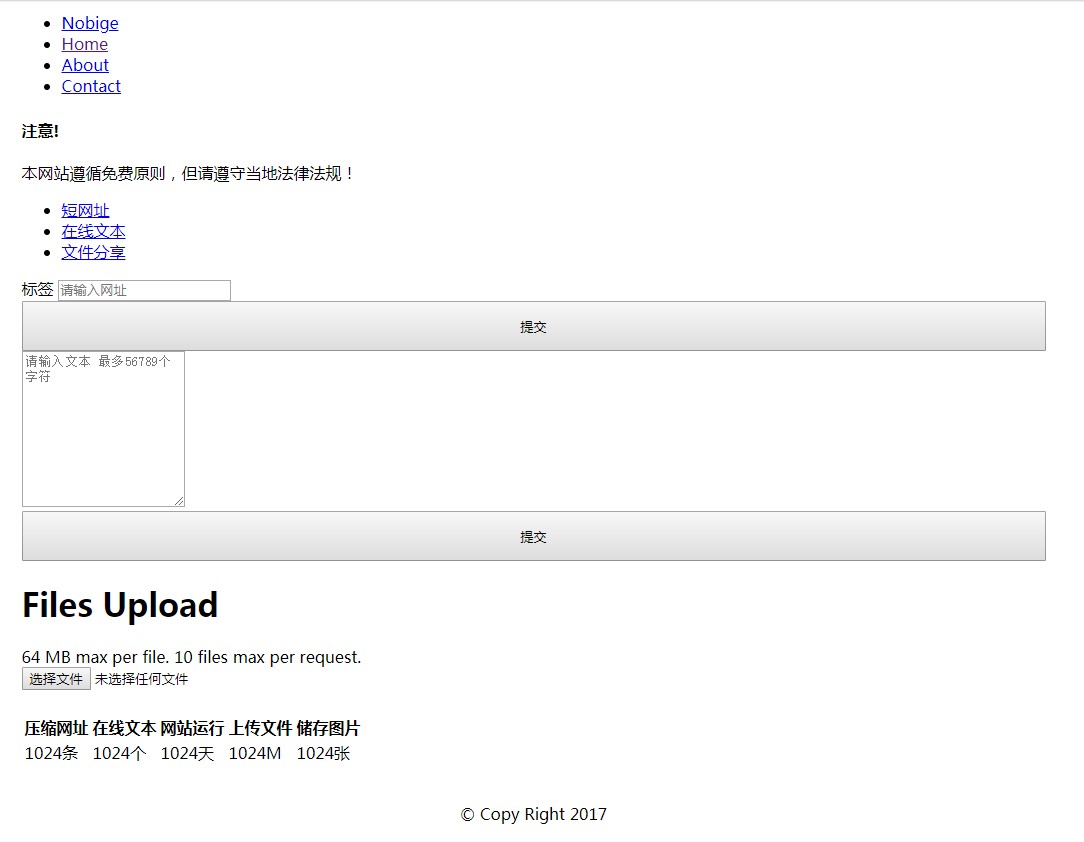 Nobige
Home
About
Contact
注意!
本网站遵循免费原则，但请遵守当地法律法规！
短网址
在线文本
文件分享
标签 请输入网址
提交
请输入文本 最多56789个
字符
提交
Files Upload
64 MB max per file. 10 files max per request.
选择文件 未选择任何文件
压缩网址 在线文本 网站运行 上传文件 储存图片
1024条 1024个 1024天 1024M 1024张
© Copy Right 2017